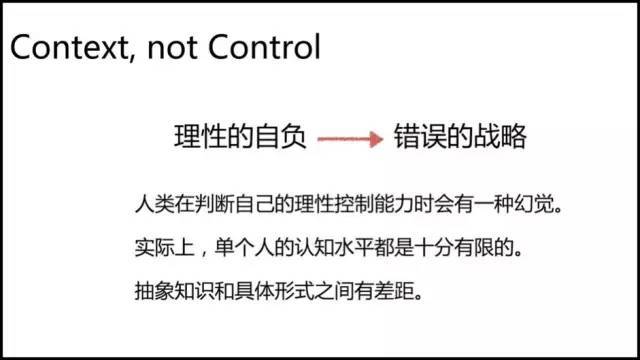 Context, not Control
理性的自负 → 错误的战略
人类在判断自己的理性控制能力时会有一种幻觉。
实际上，单个人的认知水平都是十分有限的。
抽象知识和具体形式之间有差距。